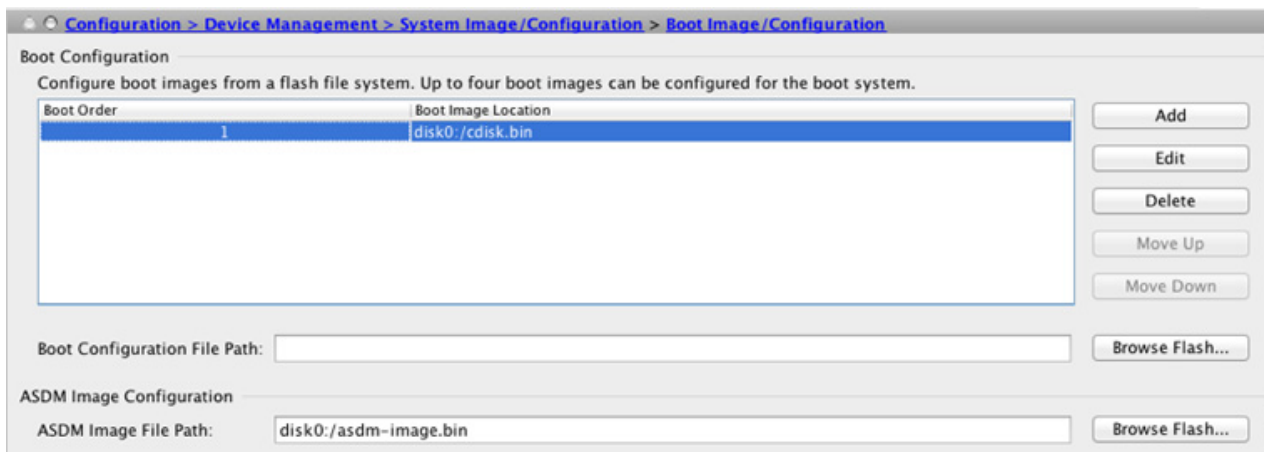 Configuration > Device Management > System Image/Configuration > Boot Image/Configuration
Boot Configuration
Configure boot images from a flash file system. Up to four boot images can be configured for the boot system.
Boot Order Boot Image Location
1 disk0:/cdisk.bin
Add
Edit
Delete
Move Up
Move Down
Boot Configuration File Path: Browse Flash...
ASDM Image Configuration
ASDM Image File Path: disk0:/asdm-image.bin Browse Flash...